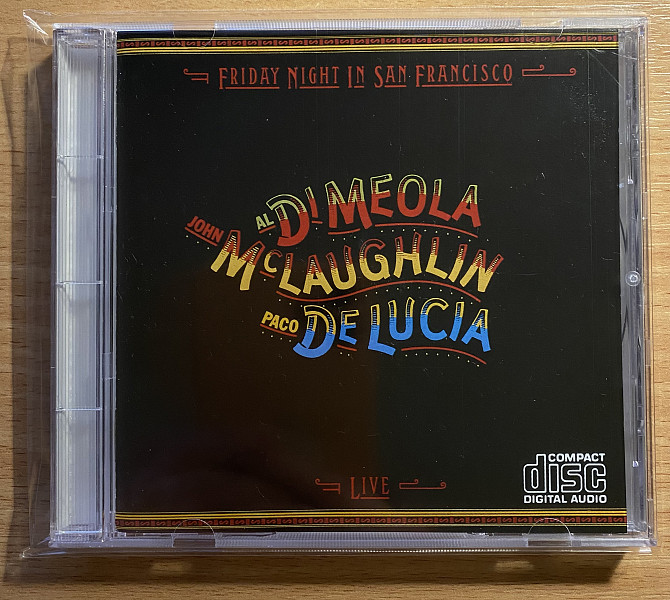 FRIDAY NIGHT IN SAN FRANCISCO
AL DI MEOLA
JOHN McLAUGHLIN
PACO DE LUCIA
LIVE
COMPACT
disc
DIGITAL AUDIO